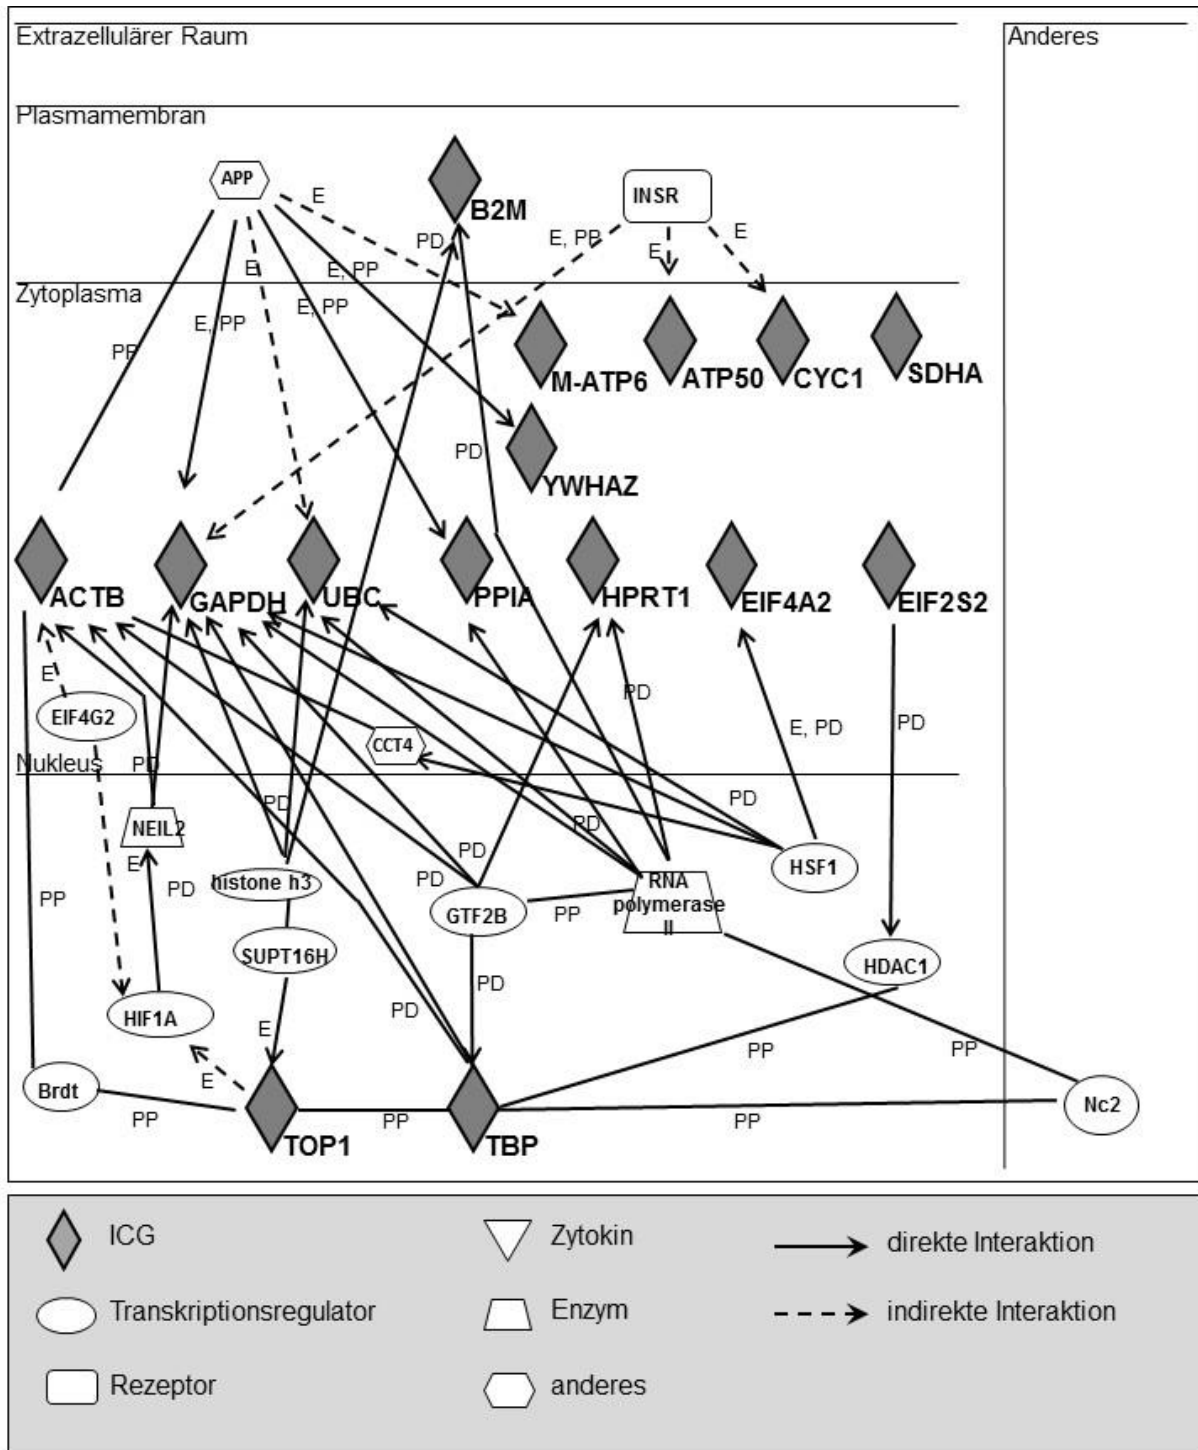 Extrazellulärer Raum
Anderes
Plasmamembran
APP
E
B2M
INSR
PD
E, PP
E
E
E
E, PP
Zytoplasma
E, PP
E, PP
PP
M-ATP6
ATP50
CYC1
SDHA
PD
YWHAZ
ACTB
GAPDH
UBC
PPIA
HPRT1
EIF4A2
EIF2S2
E
PD
EIF4G2
E, PD
PD
CCT4
Nukleus
PD
PD
PD
PD
NEIL2
PD
E
HSF1
PD
PD
histone h3
RNA
polymerase
II
PP
GTF2B
PP
SUPT16H
HDAC1
PD
PD
HIF1A
E
PP
PP
E
Brdt
PP
PP
PP
Nc2
TOP1
TBP
ICG
Zytokin
direkte Interaktion
Transkriptionsregulator
Enzym
indirekte Interaktion
Rezeptor
anderes